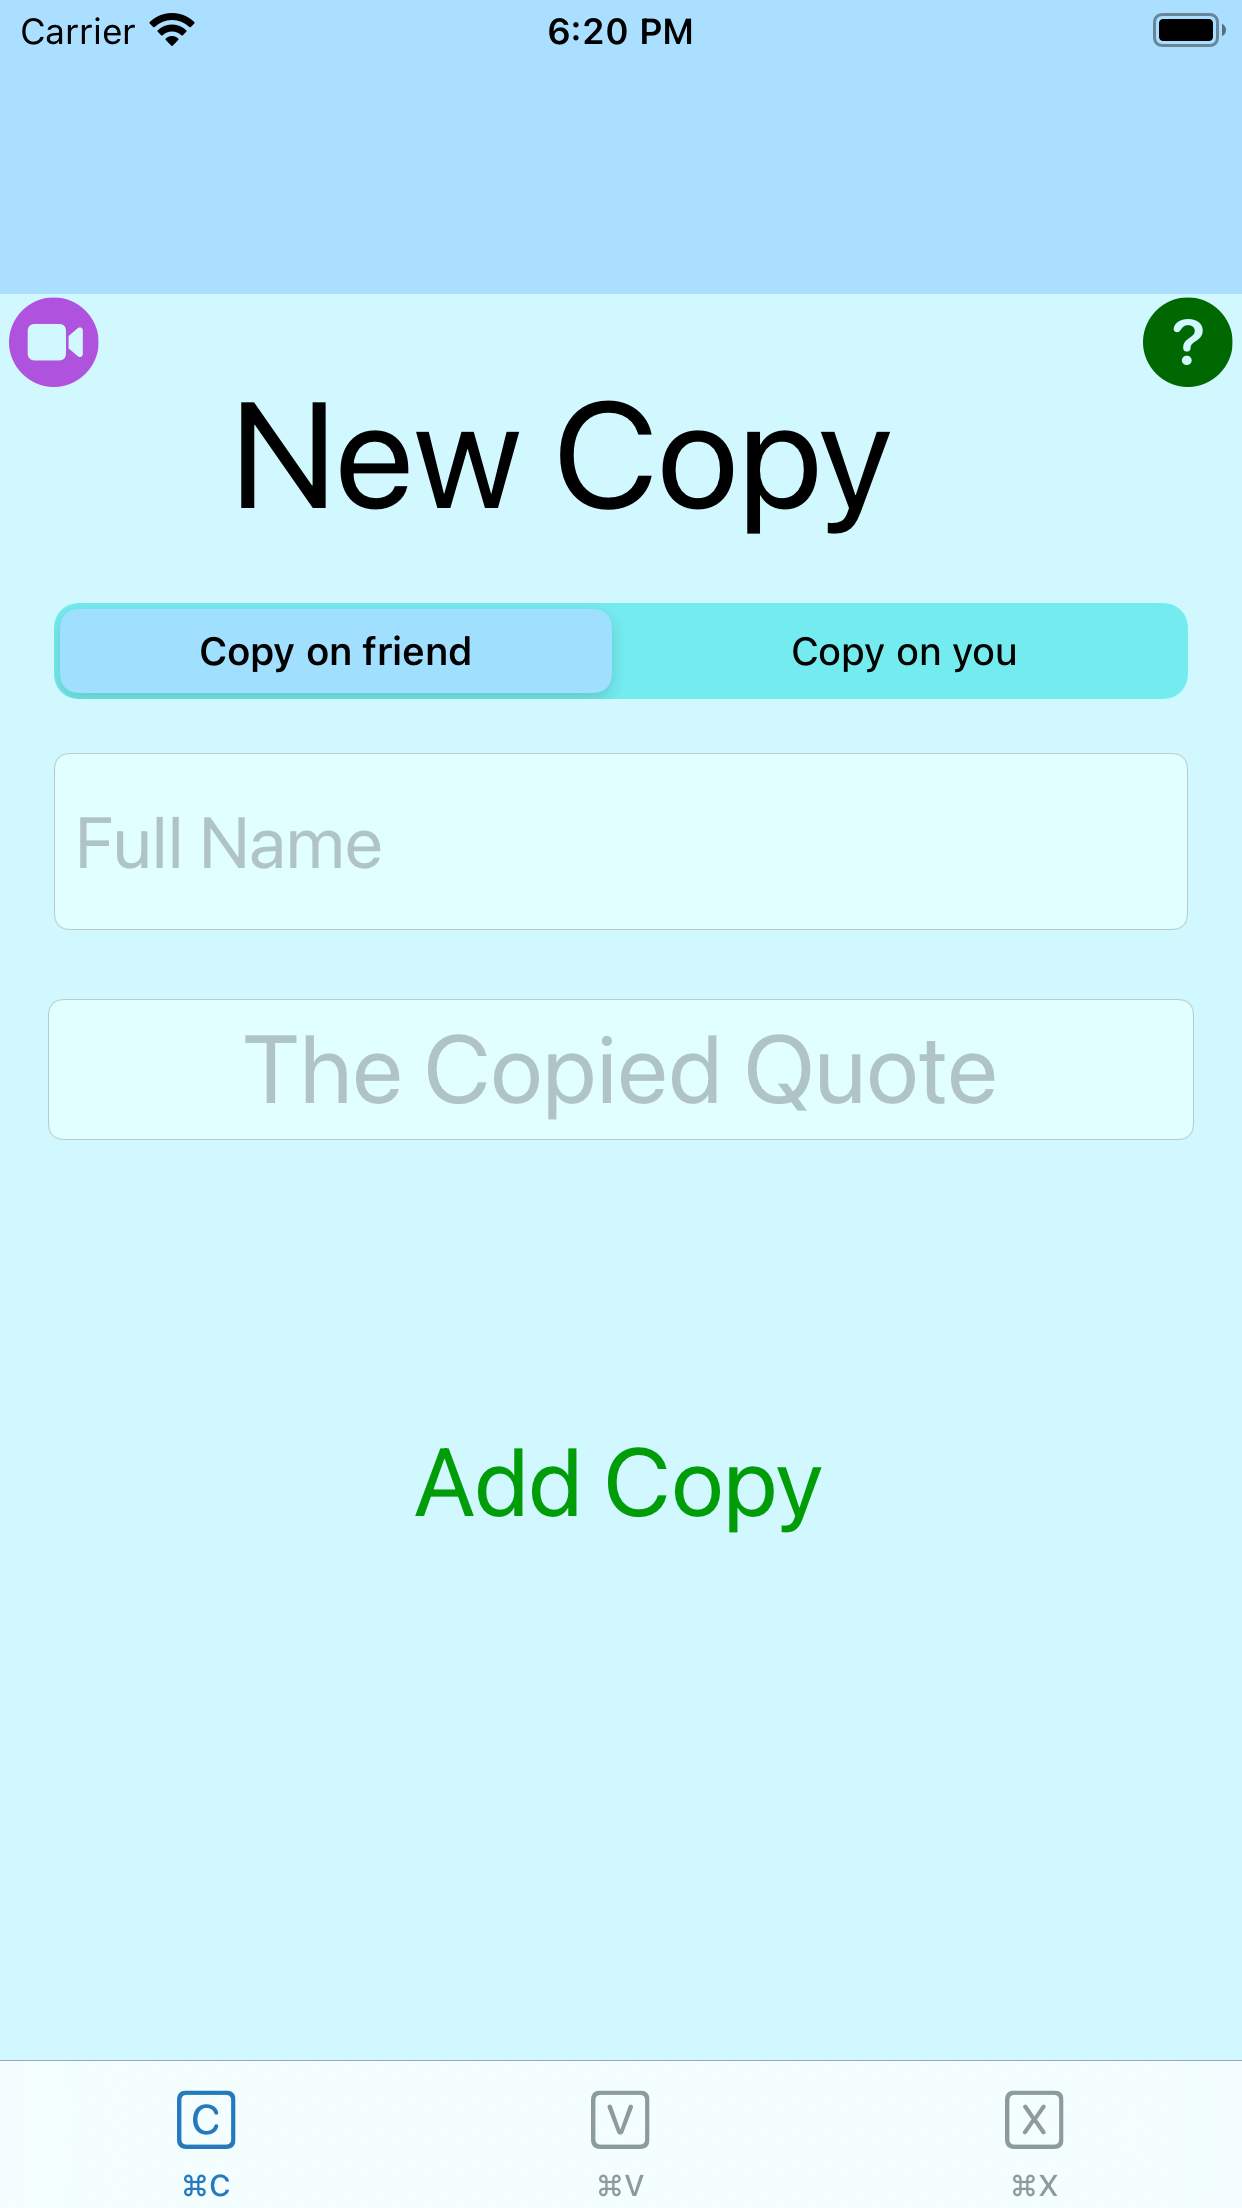 Carrier 6:20 PM
?
New Copy
Copy on friend Copy on you
Full Name
The Copied Quote
Add Copy
C V X
⌘C ⌘V ⌘X